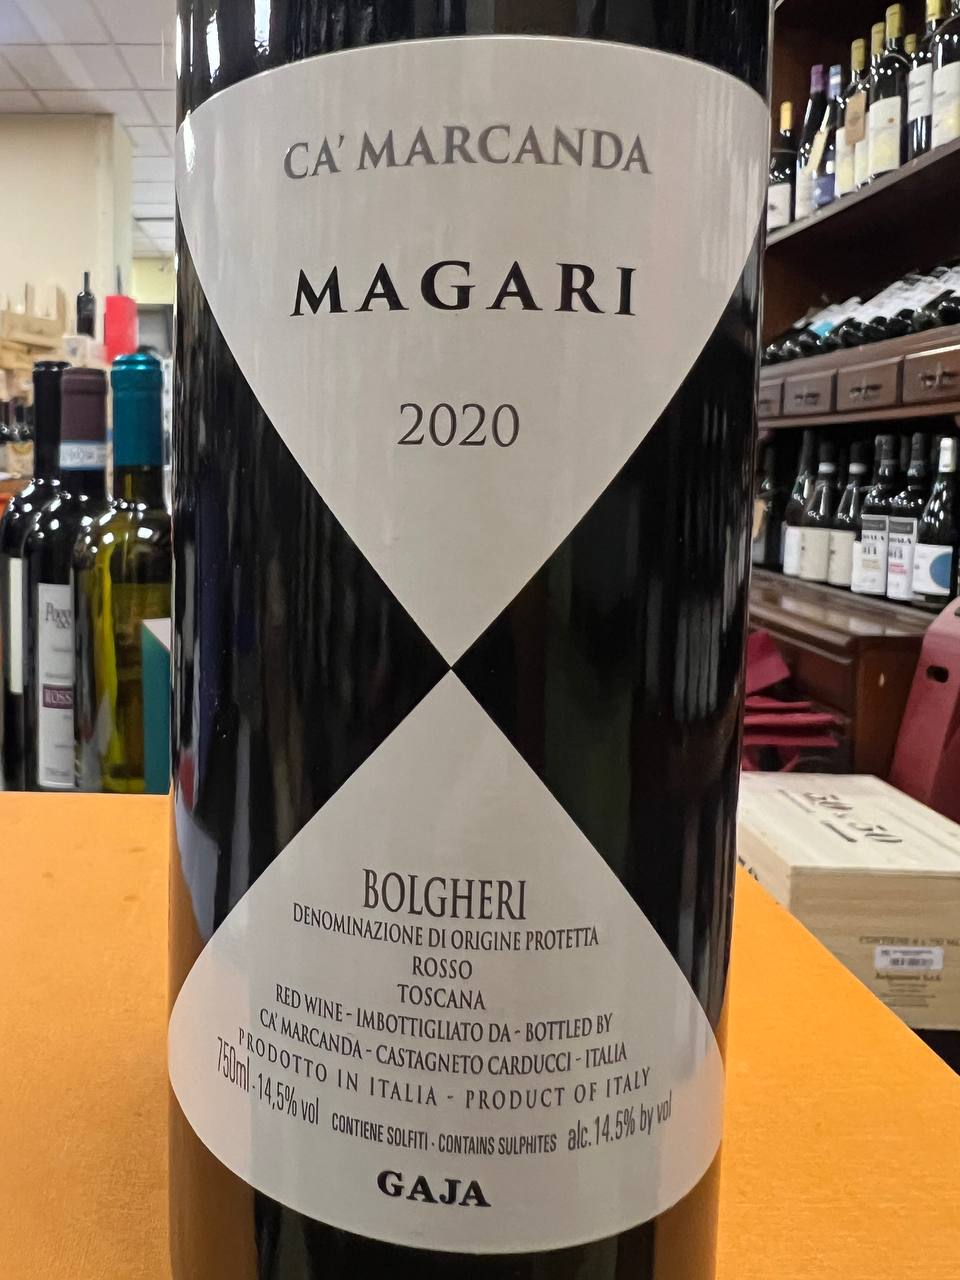 CA' MARCANDA
MAGARI
2020
BOLGHERI
DENOMINAZIONE DI ORIGINE PROTETTA
ROSSO
TOSCANA
RED WINE - IMBOTTIGLIATO DA - BOTTLED BY
CA' MARCANDA - CASTAGNETO CARDUCCI - ITALIA
PRODOTTO IN ITALIA - PRODUCT OF ITALY
750ml - 14,5% vol CONTIENE SOLFITI - CONTAINS SULPHITES alc. 14.5% by vol
GAJA
50&50